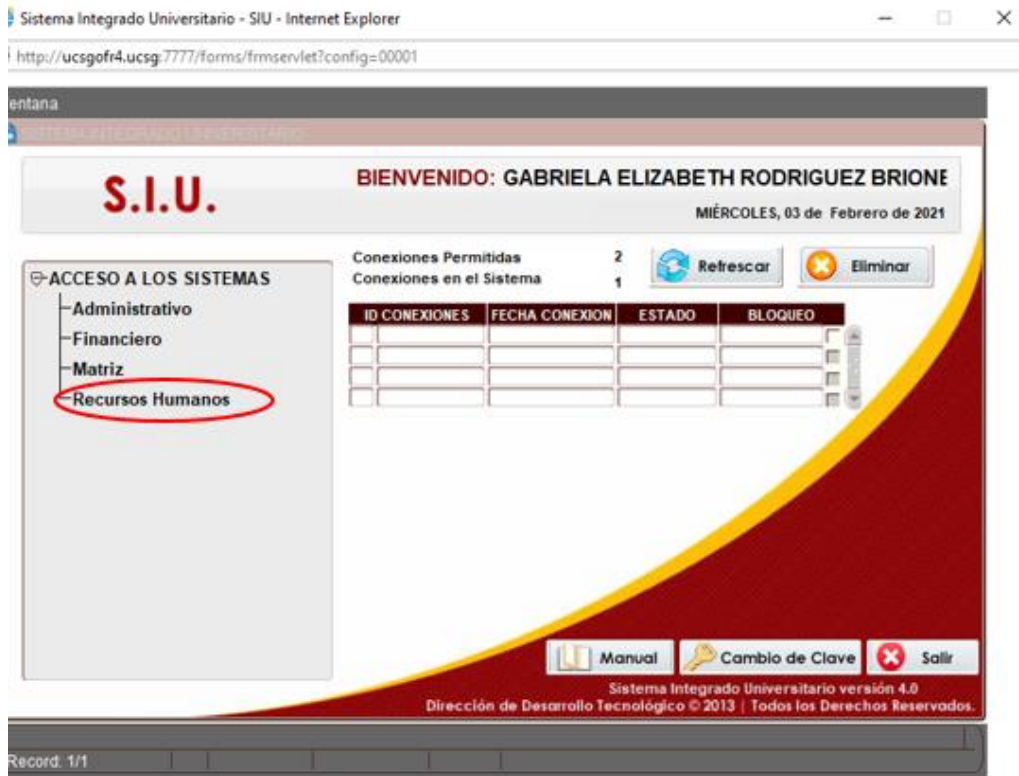 Sistema Integrado Universitario - SIU - Internet Explorer
http://ucsgofr4.ucsg:7777/forms/frmservlet?config=00001
entana
SISTEMA INTEGRADO UNIVERSITARIO
S.I.U.
BIENVENIDO: GABRIELA ELIZABETH RODRIGUEZ BRIONE
MIÉRCOLES, 03 de Febrero de 2021
ACCESO A LOS SISTEMAS
Administrativo
Financiero
Matriz
Recursos Humanos
Conexiones Permitidas 2
Conexiones en el Sistema 1
Refrescar
Eliminar
ID CONEXIONES FECHA CONEXION ESTADO BLOQUEO
Manual
Cambio de Clave
Salir
Sistema Integrado Universitario versión 4.0
Dirección de Desarrollo Tecnológico © 2013 | Todos los Derechos Reservados.
Record: 1/1